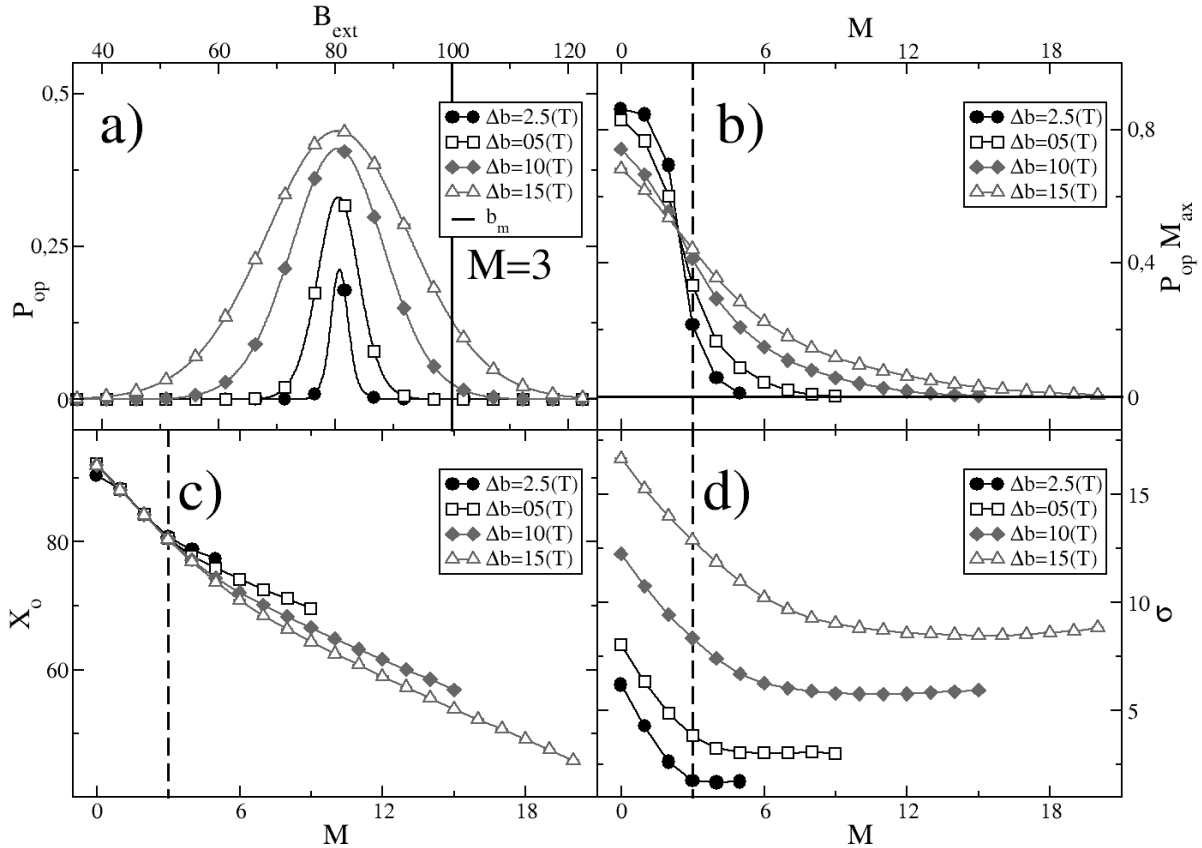 B_ext
40 60 80 100 120
M
0 6 12 18
a)
Δb=2.5(T)
Δb=05(T)
Δb=10(T)
Δb=15(T)
b_m
M=3
P_op
0,5
0,25
0
b)
Δb=2.5(T)
Δb=05(T)
Δb=10(T)
Δb=15(T)
0,8
0,4
0
P_op M_ax
c)
Δb=2.5(T)
Δb=05(T)
Δb=10(T)
Δb=15(T)
X_o
80
60
0 6 12 18
M
d)
Δb=2.5(T)
Δb=05(T)
Δb=10(T)
Δb=15(T)
15
10
5
σ
0 6 12 18
M